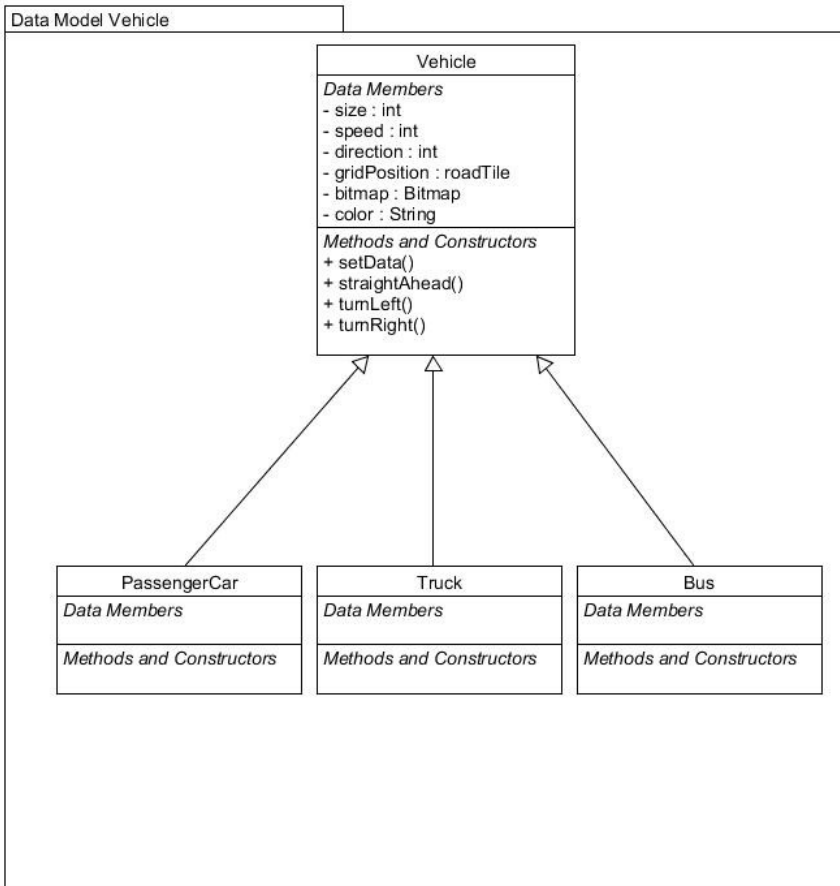 Data Model Vehicle
Vehicle
Data Members
- size : int
- speed : int
- direction : int
- gridPosition : roadTile
- bitmap : Bitmap
- color : String
Methods and Constructors
+ setData()
+ straightAhead()
+ turnLeft()
+ turnRight()
PassengerCar
Data Members
Methods and Constructors
Truck
Data Members
Methods and Constructors
Bus
Data Members
Methods and Constructors